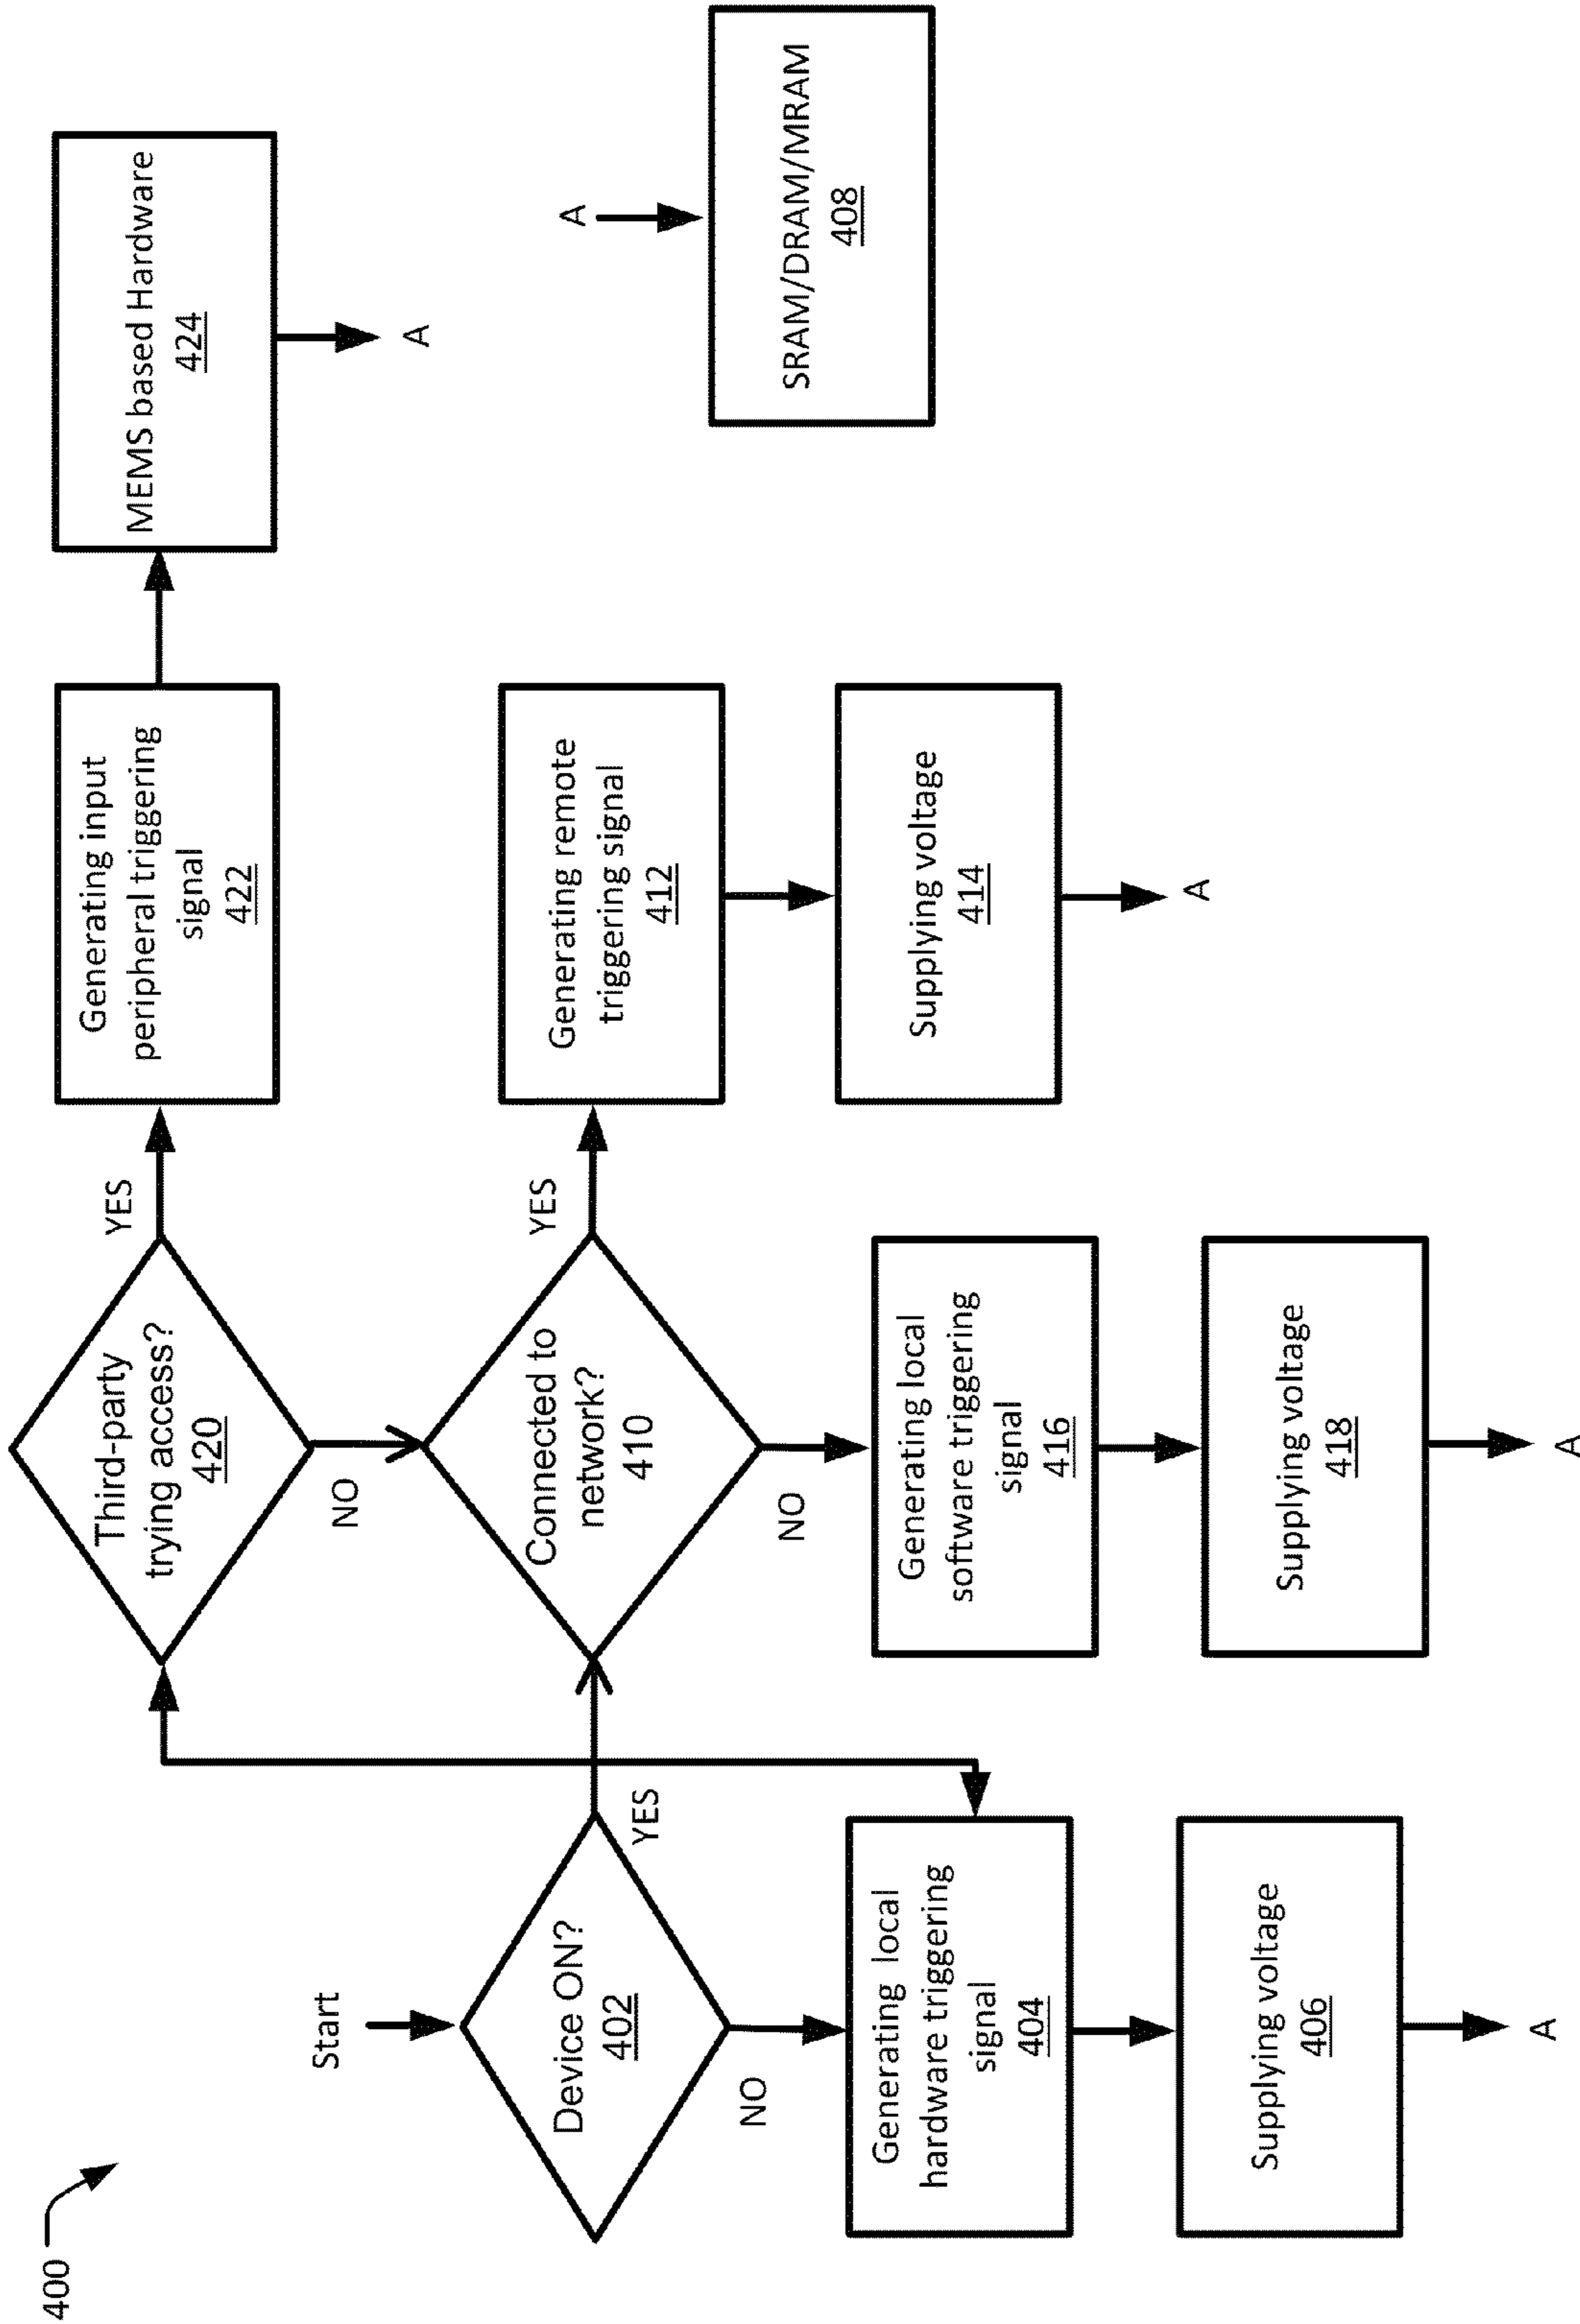 400
Start
Device ON?
402
YES
NO
Generating local
hardware triggering
signal
404
Supplying voltage
406
A
Third-party
trying access?
420
YES
NO
Connected to
network?
410
YES
NO
Generating local
software triggering
signal
416
Supplying voltage
418
A
Generating input
peripheral triggering
signal
422
Generating remote
triggering signal
412
Supplying voltage
414
A
MEMS based Hardware
424
A
A
SRAM/DRAM/MRAM
408